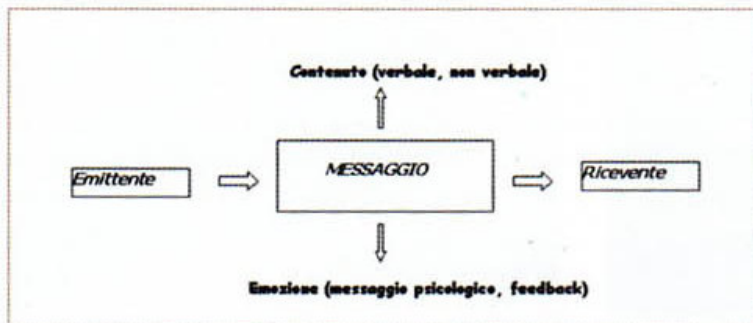 Contenuto (verbale, non verbale)
Emittente
MESSAGGIO
Ricevente
Emozione (messaggio psicologico, feedback)